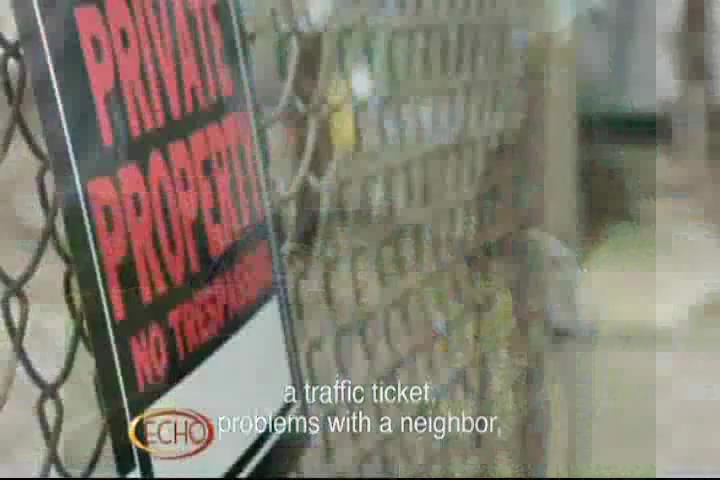 PRIVATE
PROPERTY
NO TRESPASSING
a traffic ticket,
problems with a neighbor,
ECHO